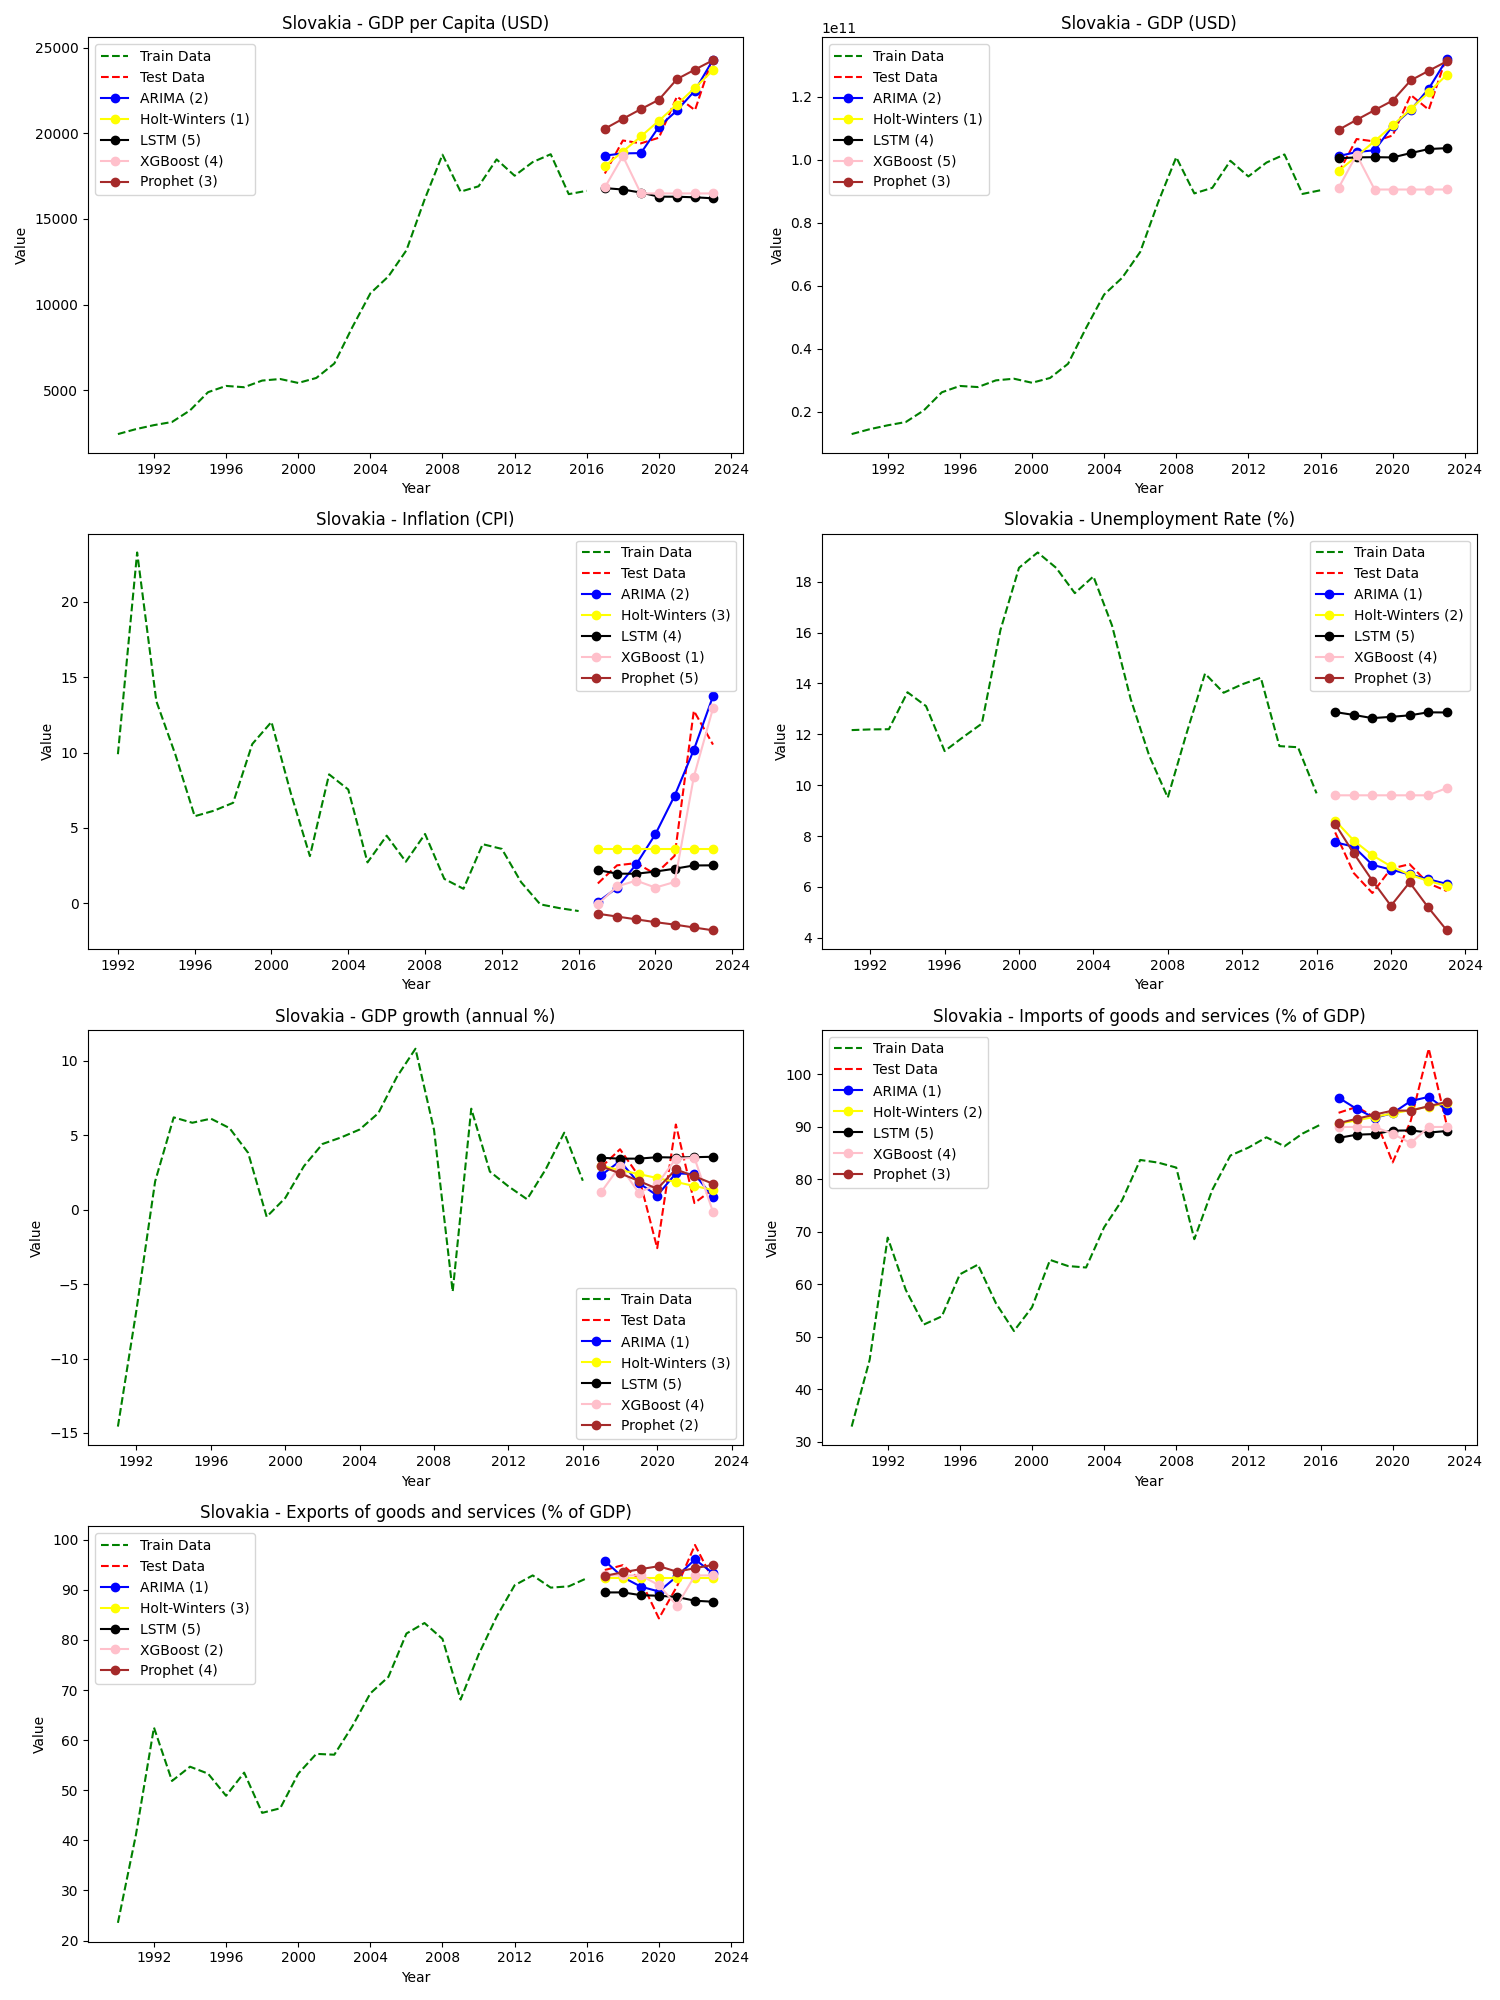 Slovakia - GDP per Capita (USD)
25000
20000
15000
10000
5000
Value
Train Data
Test Data
ARIMA (2)
Holt-Winters (1)
LSTM (5)
XGBoost (4)
Prophet (3)
1992 1996 2000 2004 2008 2012 2016 2020 2024
Year
Slovakia - GDP (USD)
1e11
1.2
1.0
0.8
0.6
0.4
0.2
Value
Train Data
Test Data
ARIMA (2)
Holt-Winters (1)
LSTM (4)
XGBoost (5)
Prophet (3)
1992 1996 2000 2004 2008 2012 2016 2020 2024
Year
Slovakia - Inflation (CPI)
20
15
10
5
0
Value
Train Data
Test Data
ARIMA (2)
Holt-Winters (3)
LSTM (4)
XGBoost (1)
Prophet (5)
1992 1996 2000 2004 2008 2012 2016 2020 2024
Year
Slovakia - Unemployment Rate (%)
18
16
14
12
10
8
6
4
Value
Train Data
Test Data
ARIMA (1)
Holt-Winters (2)
LSTM (5)
XGBoost (4)
Prophet (3)
1992 1996 2000 2004 2008 2012 2016 2020 2024
Year
Slovakia - GDP growth (annual %)
10
5
0
−5
−10
−15
Value
Train Data
Test Data
ARIMA (1)
Holt-Winters (3)
LSTM (5)
XGBoost (4)
Prophet (2)
1992 1996 2000 2004 2008 2012 2016 2020 2024
Year
Slovakia - Imports of goods and services (% of GDP)
100
90
80
70
60
50
40
30
Value
Train Data
Test Data
ARIMA (1)
Holt-Winters (2)
LSTM (5)
XGBoost (4)
Prophet (3)
1992 1996 2000 2004 2008 2012 2016 2020 2024
Year
Slovakia - Exports of goods and services (% of GDP)
100
90
80
70
60
50
40
30
20
Value
Train Data
Test Data
ARIMA (1)
Holt-Winters (3)
LSTM (5)
XGBoost (2)
Prophet (4)
1992 1996 2000 2004 2008 2012 2016 2020 2024
Year